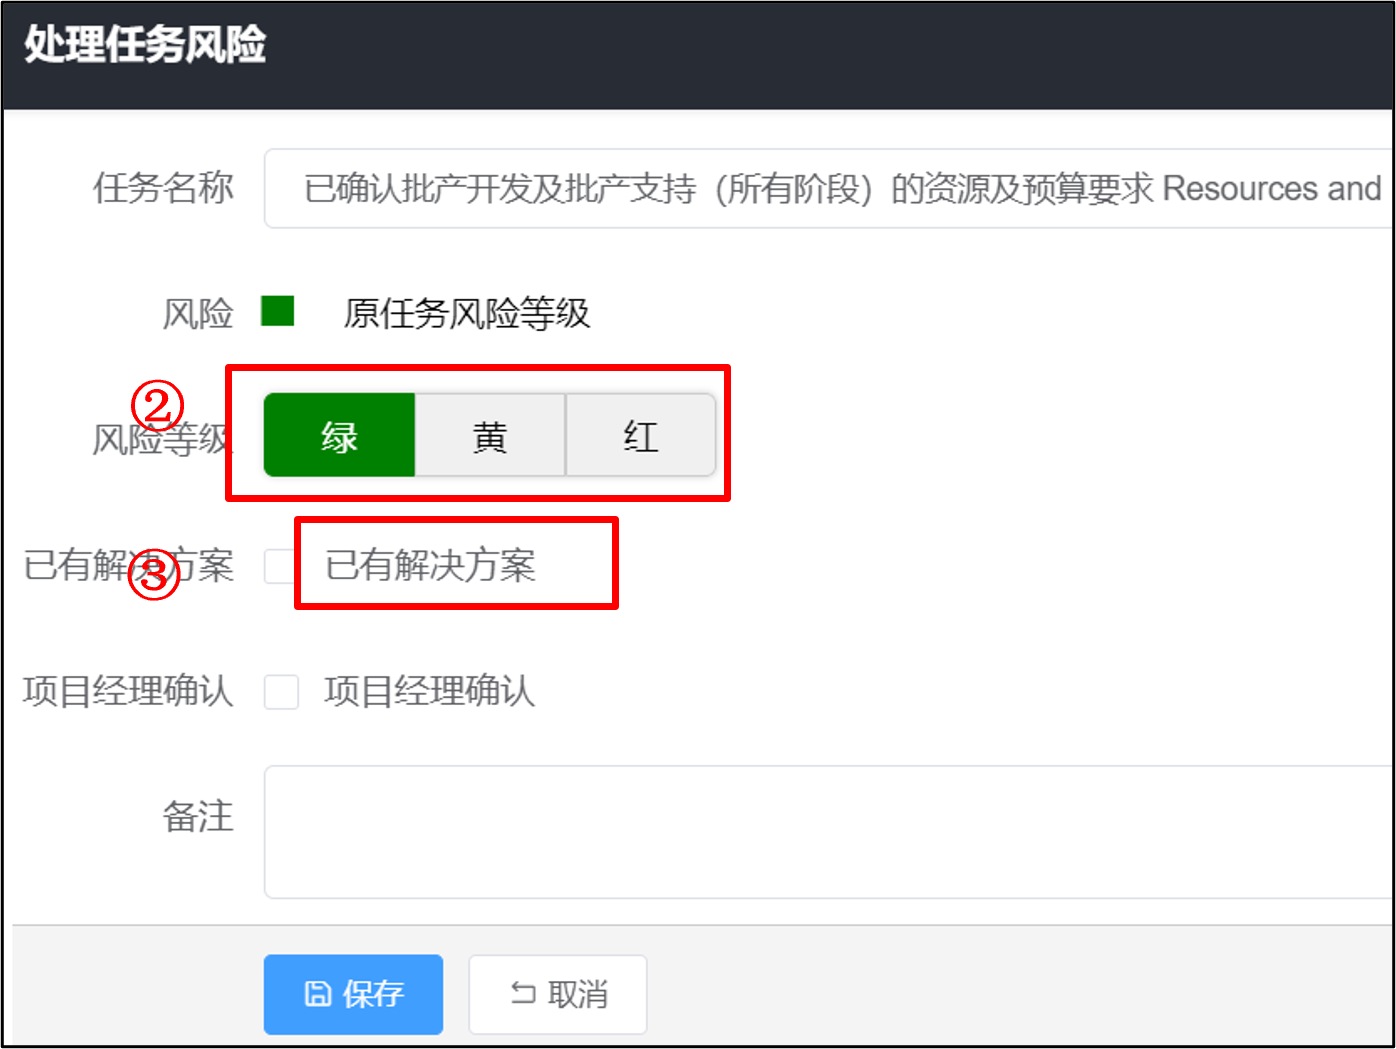 处理任务风险
任务名称 已确认批产开发及批产支持（所有阶段）的资源及预算要求 Resources and
风险 原任务风险等级
②
风险等级 绿 黄 红
已有解决方案 已有解决方案
③
项目经理确认 项目经理确认
备注
保存 取消